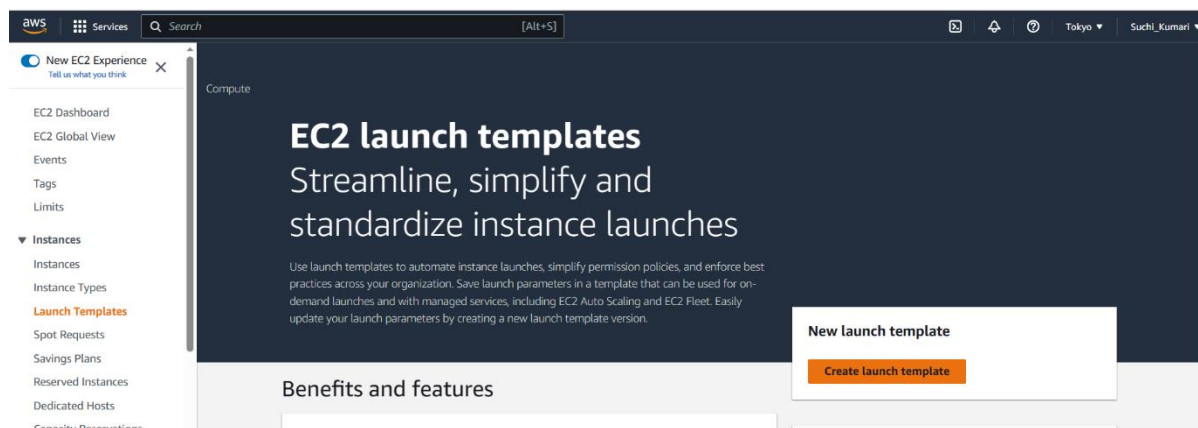 aws
Services
Search
[Alt+S]
Tokyo
Suchi_Kumari
New EC2 Experience
Tell us what you think
EC2 Dashboard
EC2 Global View
Events
Tags
Limits
Instances
Instances
Instance Types
Launch Templates
Spot Requests
Savings Plans
Reserved Instances
Dedicated Hosts
Capacity Reservations
Compute
EC2 launch templates
Streamline, simplify and
standardize instance launches
Use launch templates to automate instance launches, simplify permission policies, and enforce best
practices across your organization. Save launch parameters in a template that can be used for on-
demand launches and with managed services, including EC2 Auto Scaling and EC2 Fleet. Easily
update your launch parameters by creating a new launch template version.
New launch template
Create launch template
Benefits and features